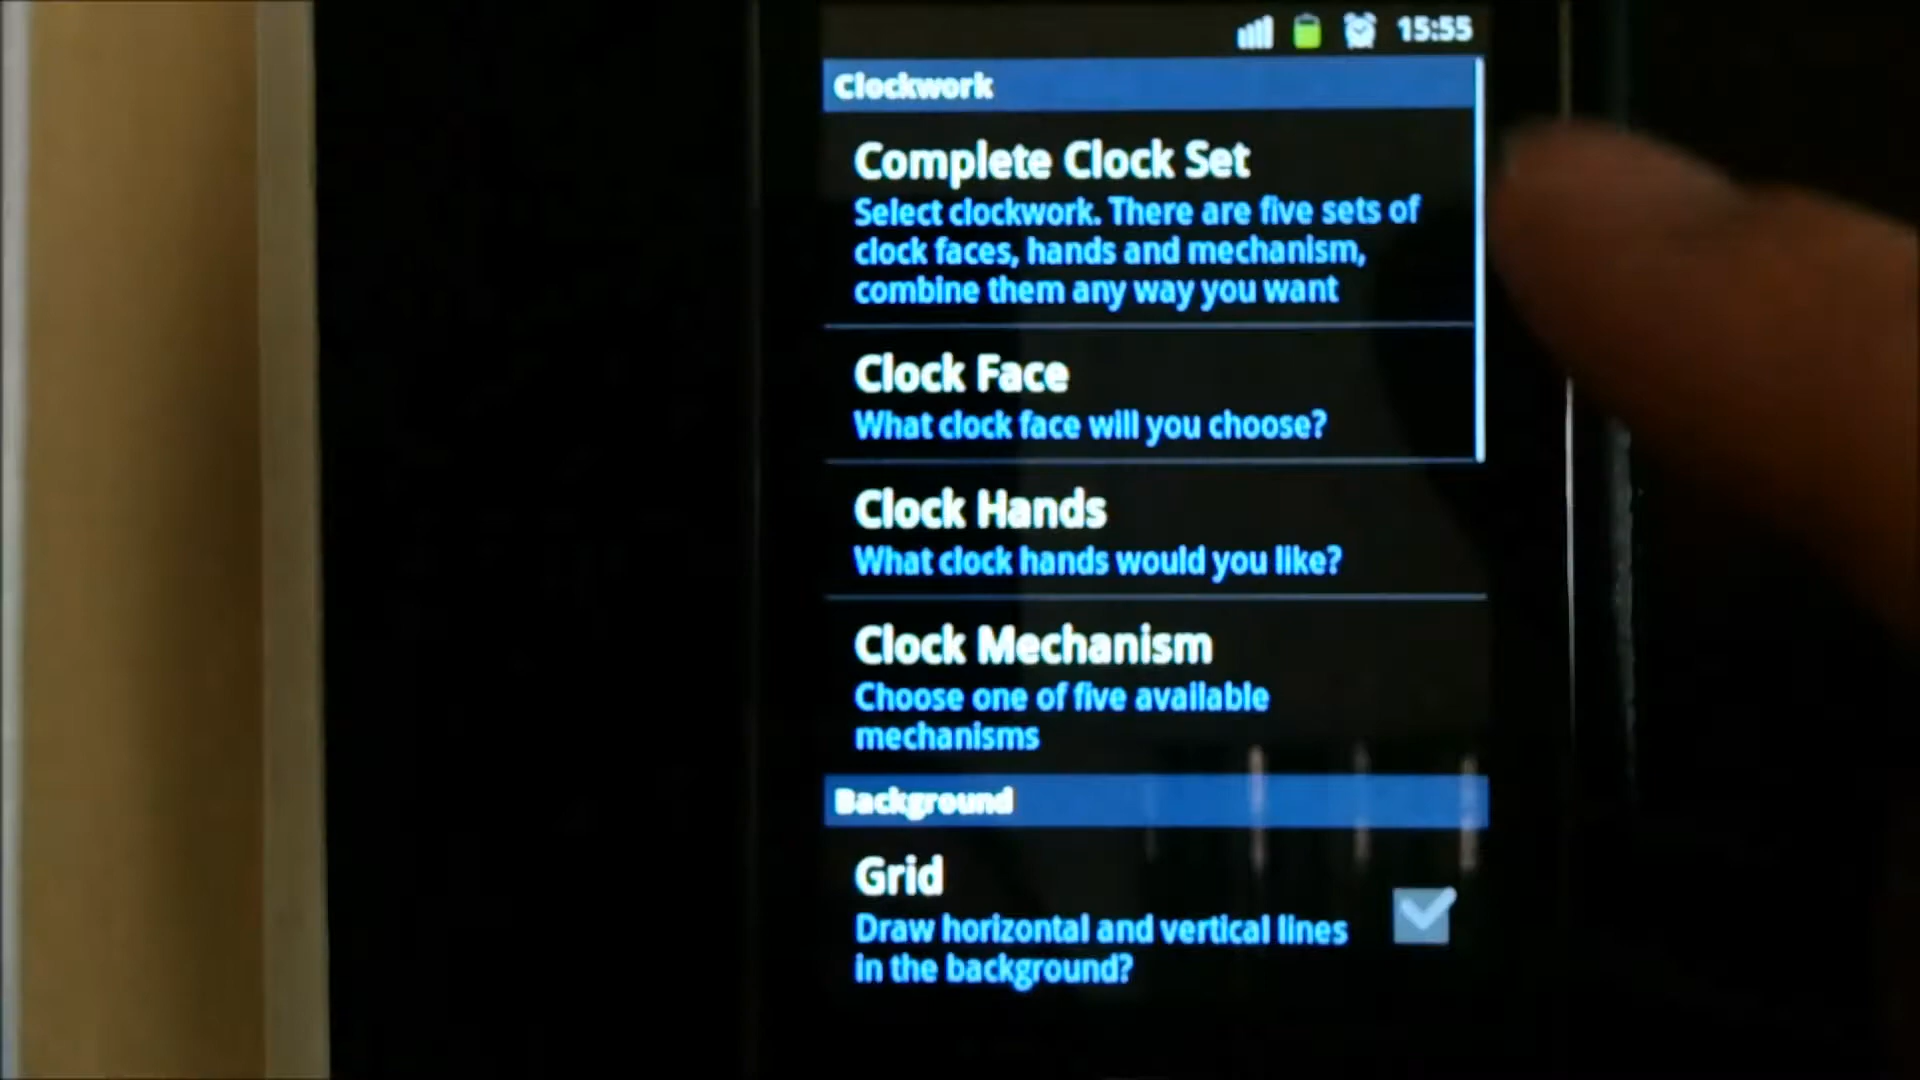 15:55
Clockwork
Complete Clock Set
Select clockwork. There are five sets of
clock faces, hands and mechanism,
combine them any way you want
Clock Face
What clock face will you choose?
Clock Hands
What clock hands would you like?
Clock Mechanism
Choose one of five available
mechanisms
Background
Grid
Draw horizontal and vertical lines
in the background?